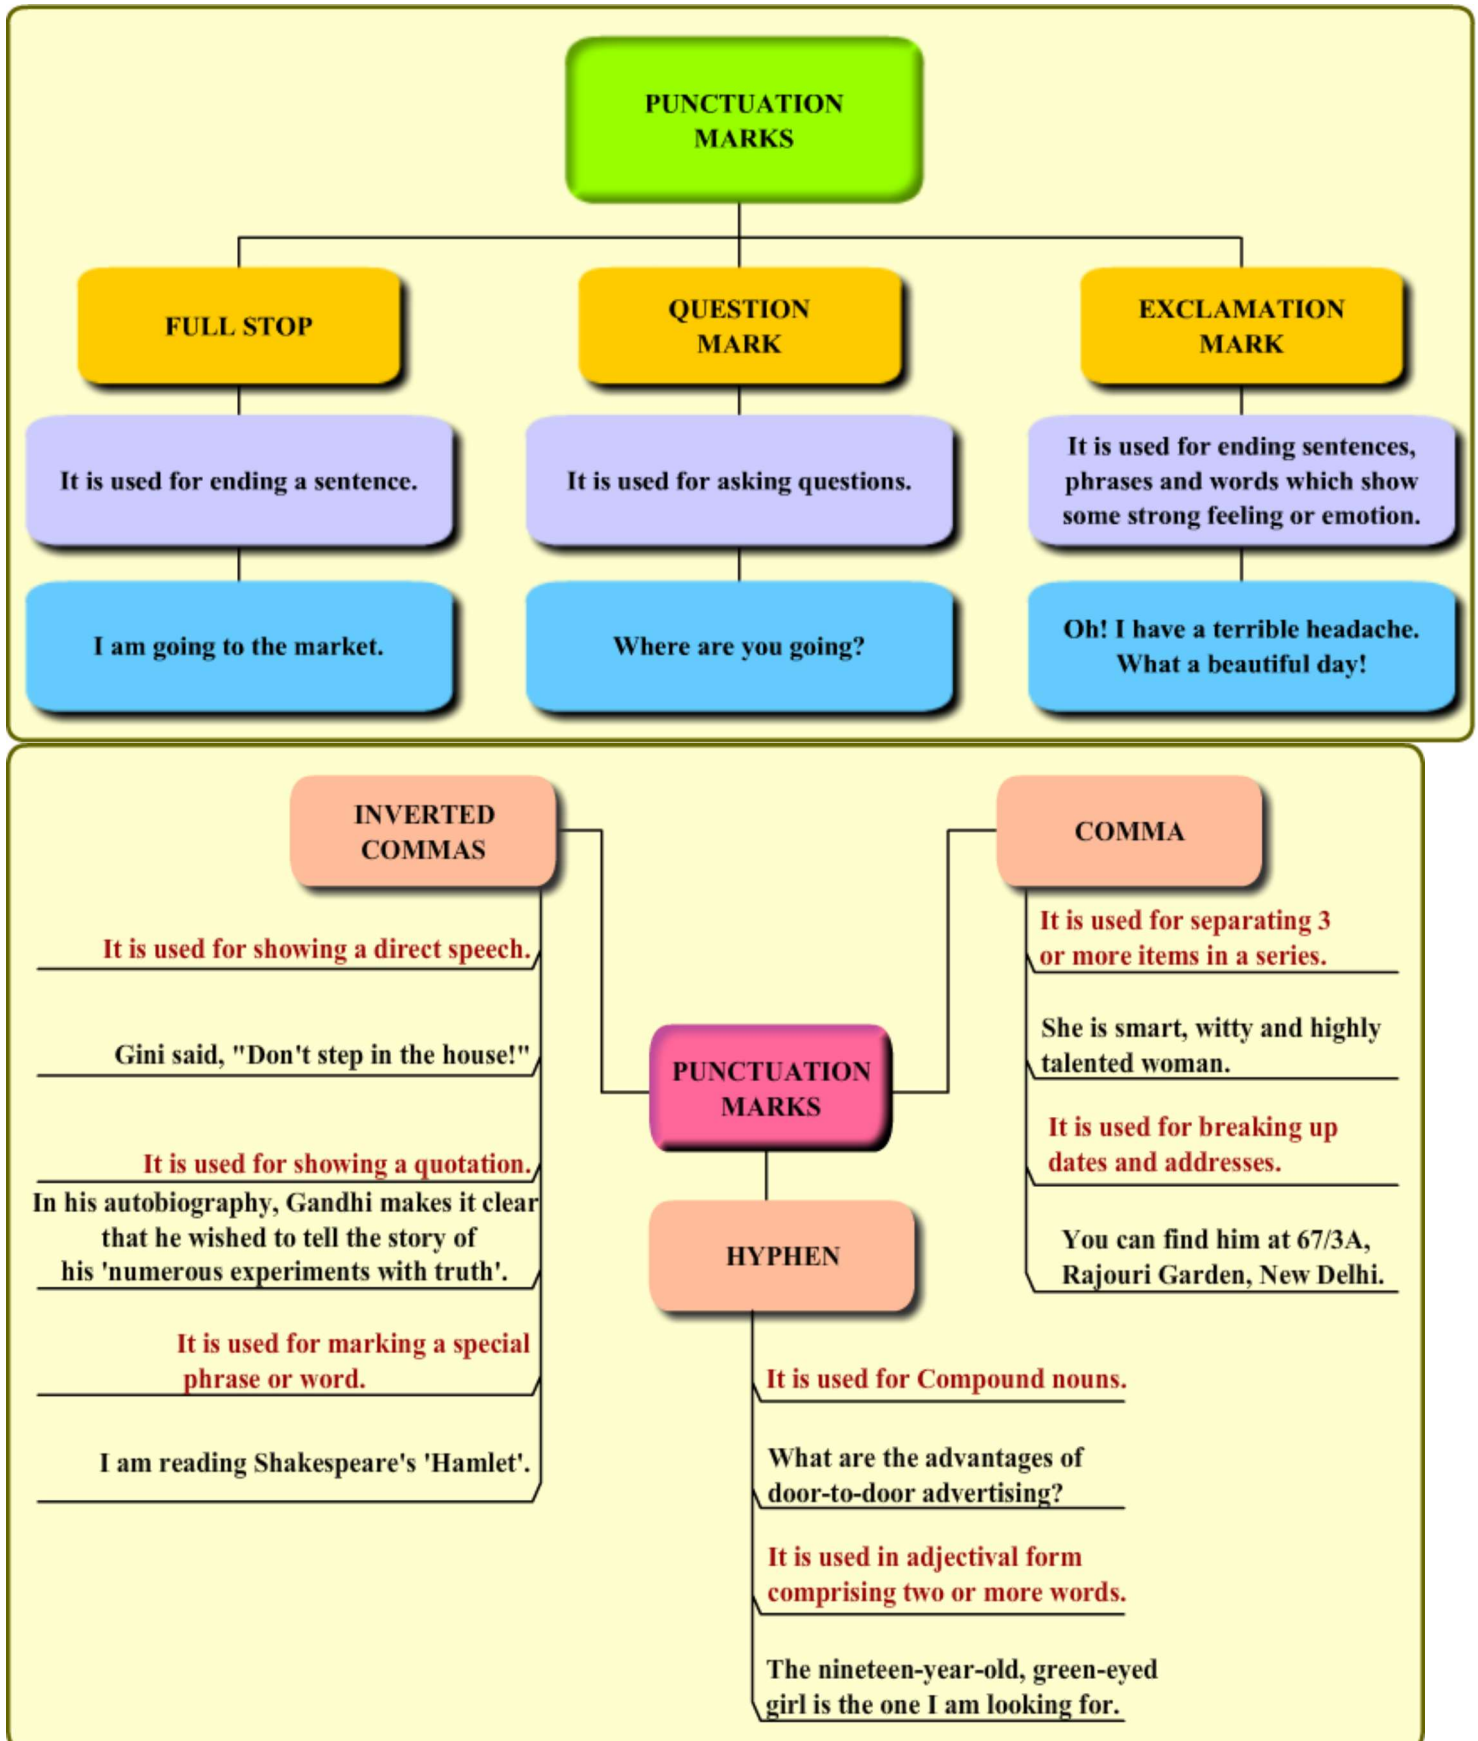 PUNCTUATION
MARKS
FULL STOP
It is used for ending a sentence.
I am going to the market.
QUESTION
MARK
It is used for asking questions.
Where are you going?
EXCLAMATION
MARK
It is used for ending sentences,
phrases and words which show
some strong feeling or emotion.
Oh! I have a terrible headache.
What a beautiful day!
INVERTED
COMMAS
It is used for showing a direct speech.
Gini said, "Don't step in the house!"
It is used for showing a quotation.
In his autobiography, Gandhi makes it clear
that he wished to tell the story of
his 'numerous experiments with truth'.
It is used for marking a special
phrase or word.
I am reading Shakespeare's 'Hamlet'.
PUNCTUATION
MARKS
COMMA
It is used for separating 3
or more items in a series.
She is smart, witty and highly
talented woman.
It is used for breaking up
dates and addresses.
You can find him at 67/3A,
Rajouri Garden, New Delhi.
HYPHEN
It is used for Compound nouns.
What are the advantages of
door-to-door advertising?
It is used in adjectival form
comprising two or more words.
The nineteen-year-old, green-eyed
girl is the one I am looking for.